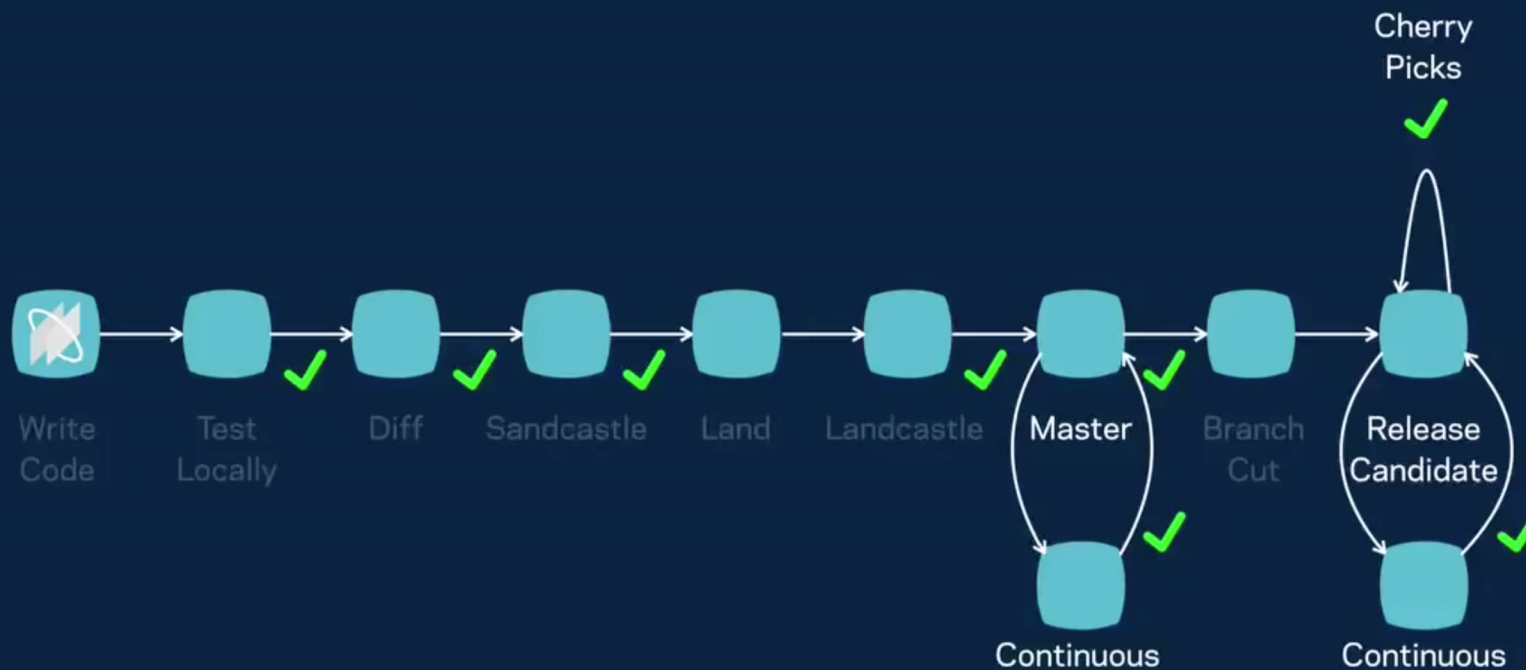 Cherry
Picks
Write
Code
Test
Locally
Diff
Sandcastle
Land
Landcastle
Master
Branch
Cut
Release
Candidate
Continuous
Continuous